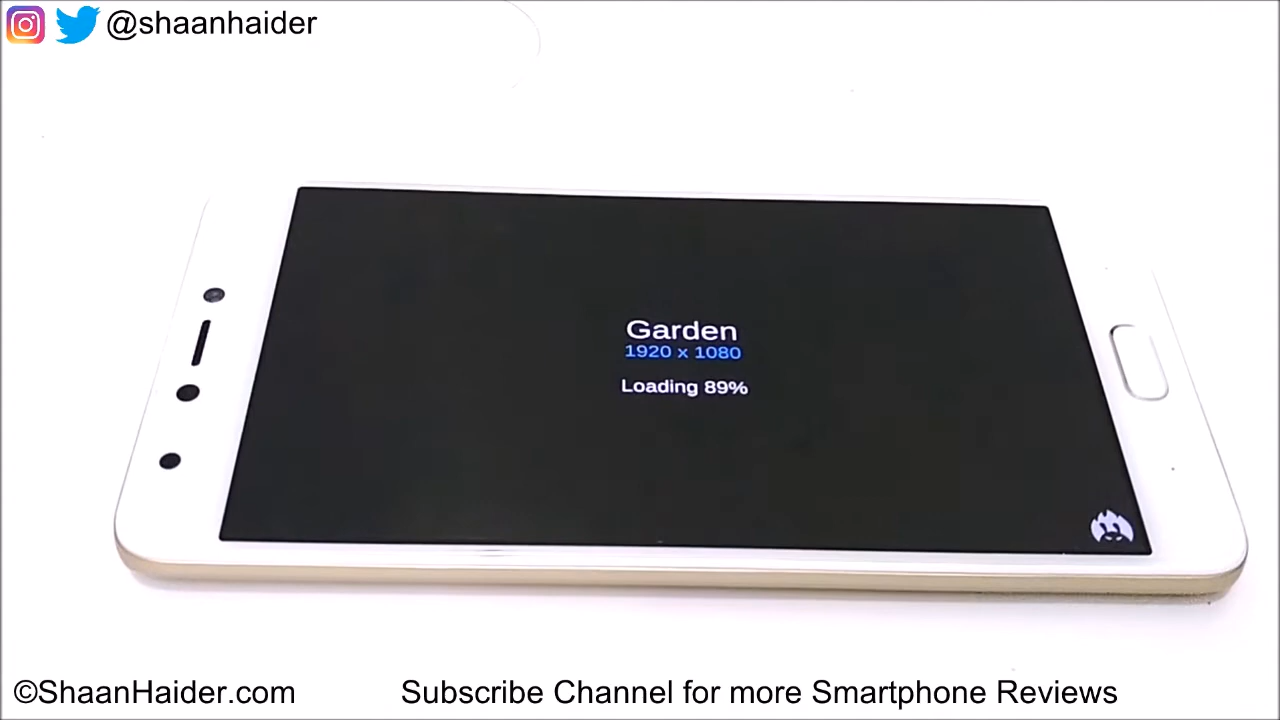 @shaanhaider
Garden
1920 x 1080
Loading 89%
©ShaanHaider.com
Subscribe Channel for more Smartphone Reviews